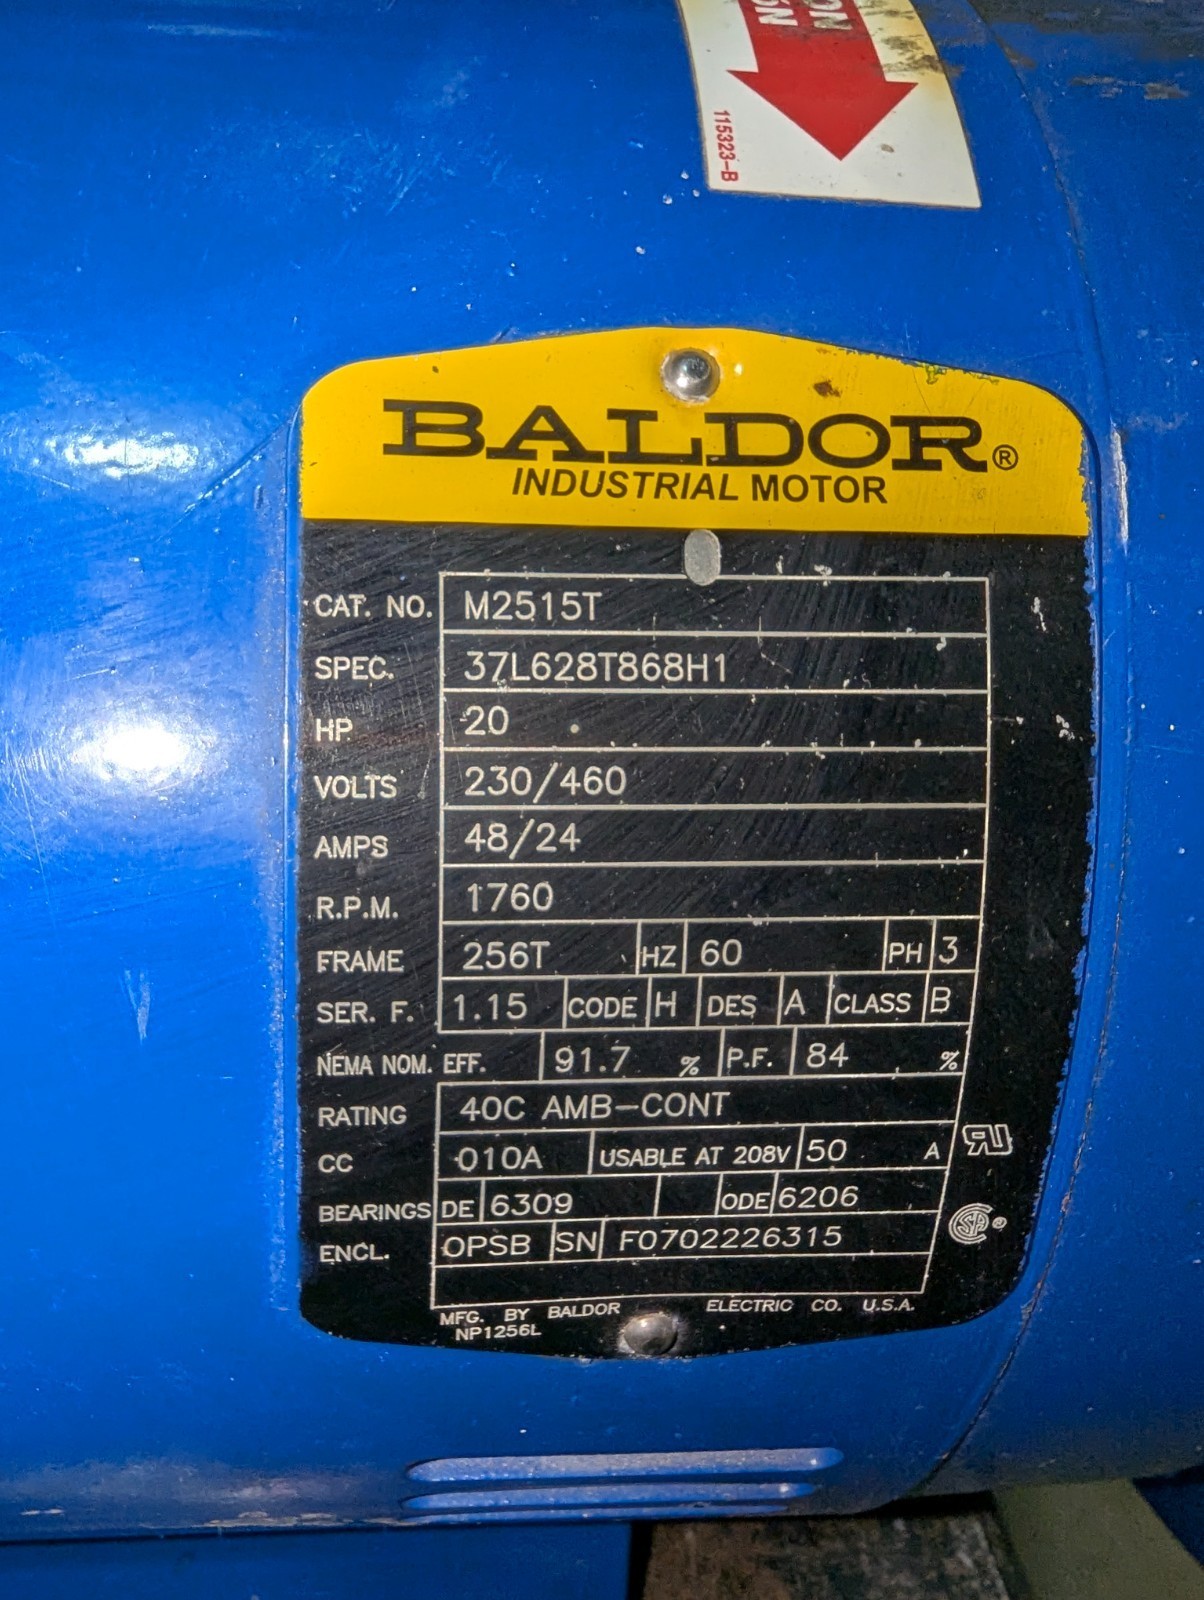 115323-B
BALDOR®
INDUSTRIAL MOTOR
CAT. NO. M2515T
SPEC. 37L628T868H1
HP 20
VOLTS 230/460
AMPS 48/24
R.P.M. 1760
FRAME 256T HZ 60 PH 3
SER. F. 1.15 CODE H DES A CLASS B
NEMA NOM. EFF. 91.7 % P.F. 84 %
RATING 40C AMB-CONT
CC 010A USABLE AT 208V 50 A
BEARINGS DE 6309 ODE 6206
ENCL. OPSB SN F0702226315
MFG. BY BALDOR ELECTRIC CO. U.S.A.
NP1256L